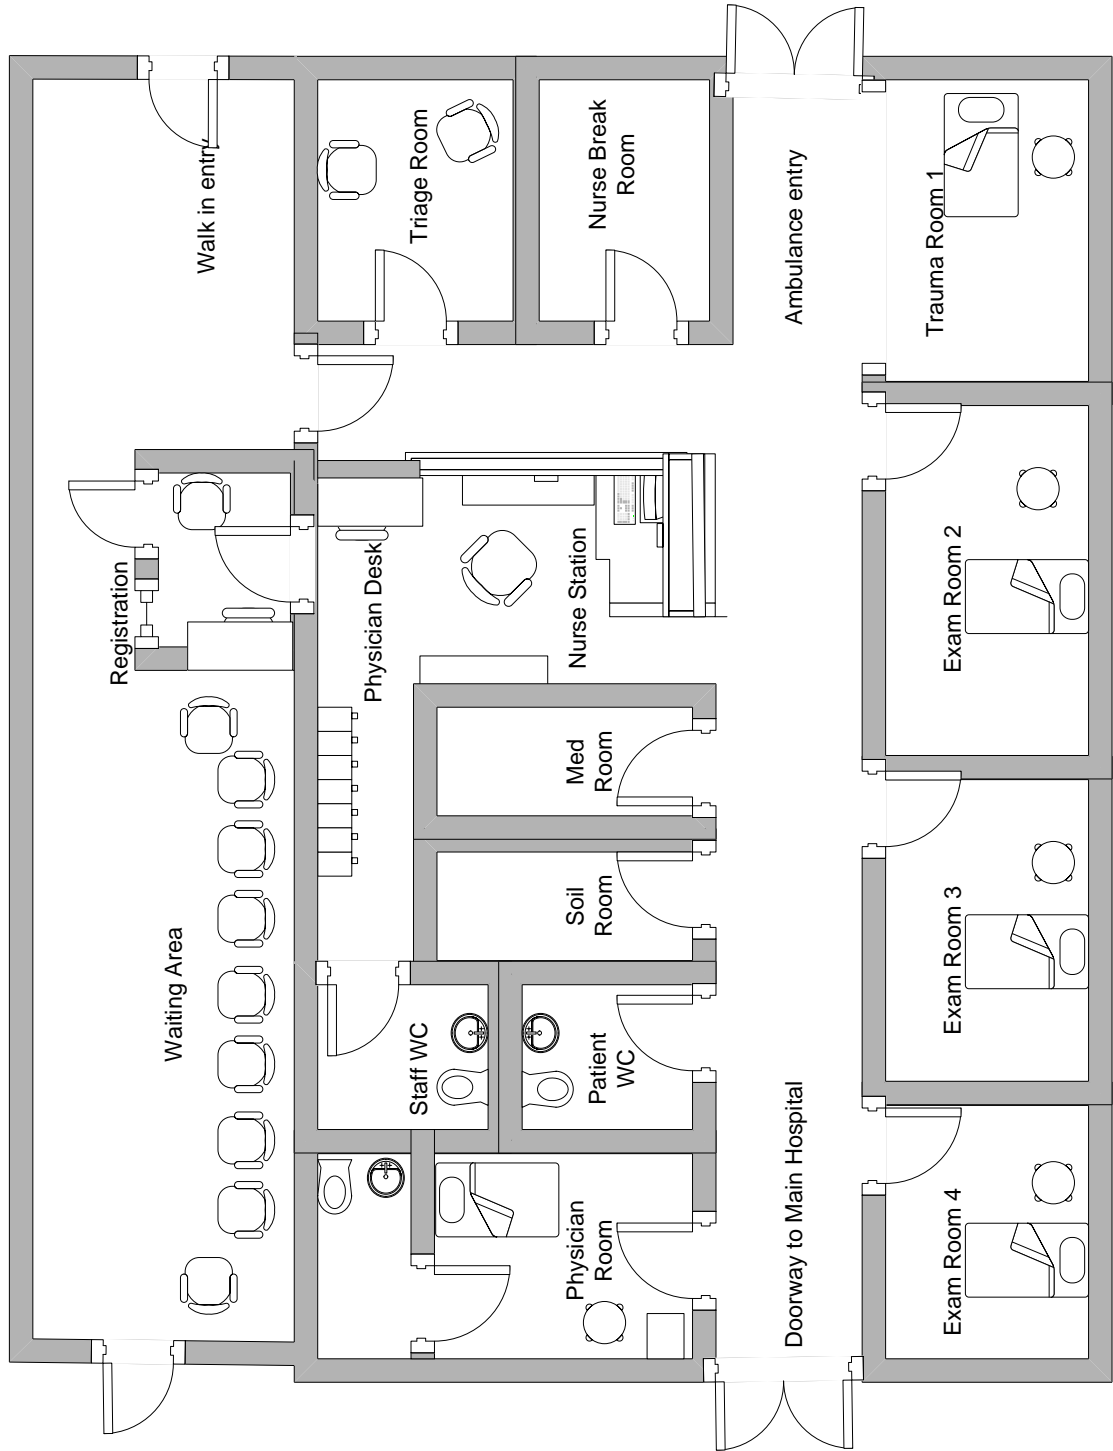 Walk in entry
Triage Room
Nurse Break
Room
Ambulance entry
Trauma Room 1
Registration
Physician Desk
Nurse Station
Exam Room 2
Waiting Area
Med
Room
Soil
Room
Exam Room 3
Staff WC
Patient
WC
Physician
Room
Doorway to Main Hospital
Exam Room 4